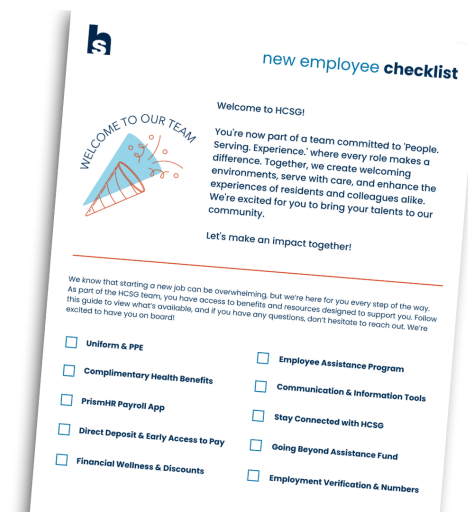 hs
new employee checklist
WELCOME TO OUR TEAM
Welcome to HCSG!
You're now part of a team committed to 'People.
Serving. Experience.' where every role makes a
difference. Together, we create welcoming
environments, serve with care, and enhance the
experiences of residents and colleagues alike.
We're excited for you to bring your talents to our
community.
Let's make an impact together!
We know that starting a new job can be overwhelming, but we're here for you every step of the way.
As part of the HCSG team, you have access to benefits and resources designed to support you. Follow
this guide to view what's available, and if you have any questions, don't hesitate to reach out. We're
excited to have you on board!
Uniform & PPE
Complimentary Health Benefits
PrismHR Payroll App
Direct Deposit & Early Access to Pay
Financial Wellness & Discounts
Employee Assistance Program
Communication & Information Tools
Stay Connected with HCSG
Going Beyond Assistance Fund
Employment Verification & Numbers